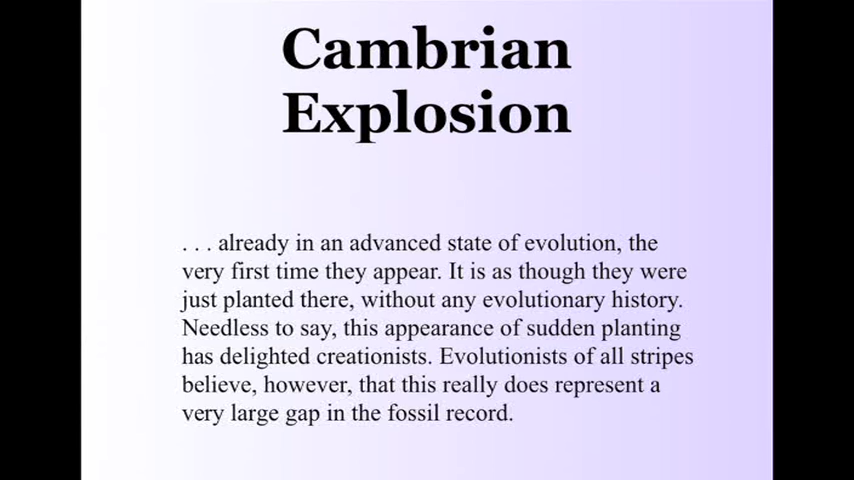 Cambrian
Explosion
. . . already in an advanced state of evolution, the
very first time they appear. It is as though they were
just planted there, without any evolutionary history.
Needless to say, this appearance of sudden planting
has delighted creationists. Evolutionists of all stripes
believe, however, that this really does represent a
very large gap in the fossil record.